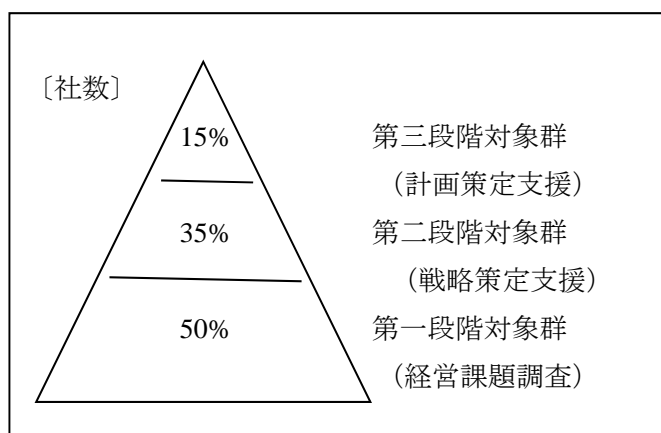 〔社数〕
15%
第三段階対象群
（計画策定支援）
35%
第二段階対象群
（戦略策定支援）
50%
第一段階対象群
（経営課題調査）